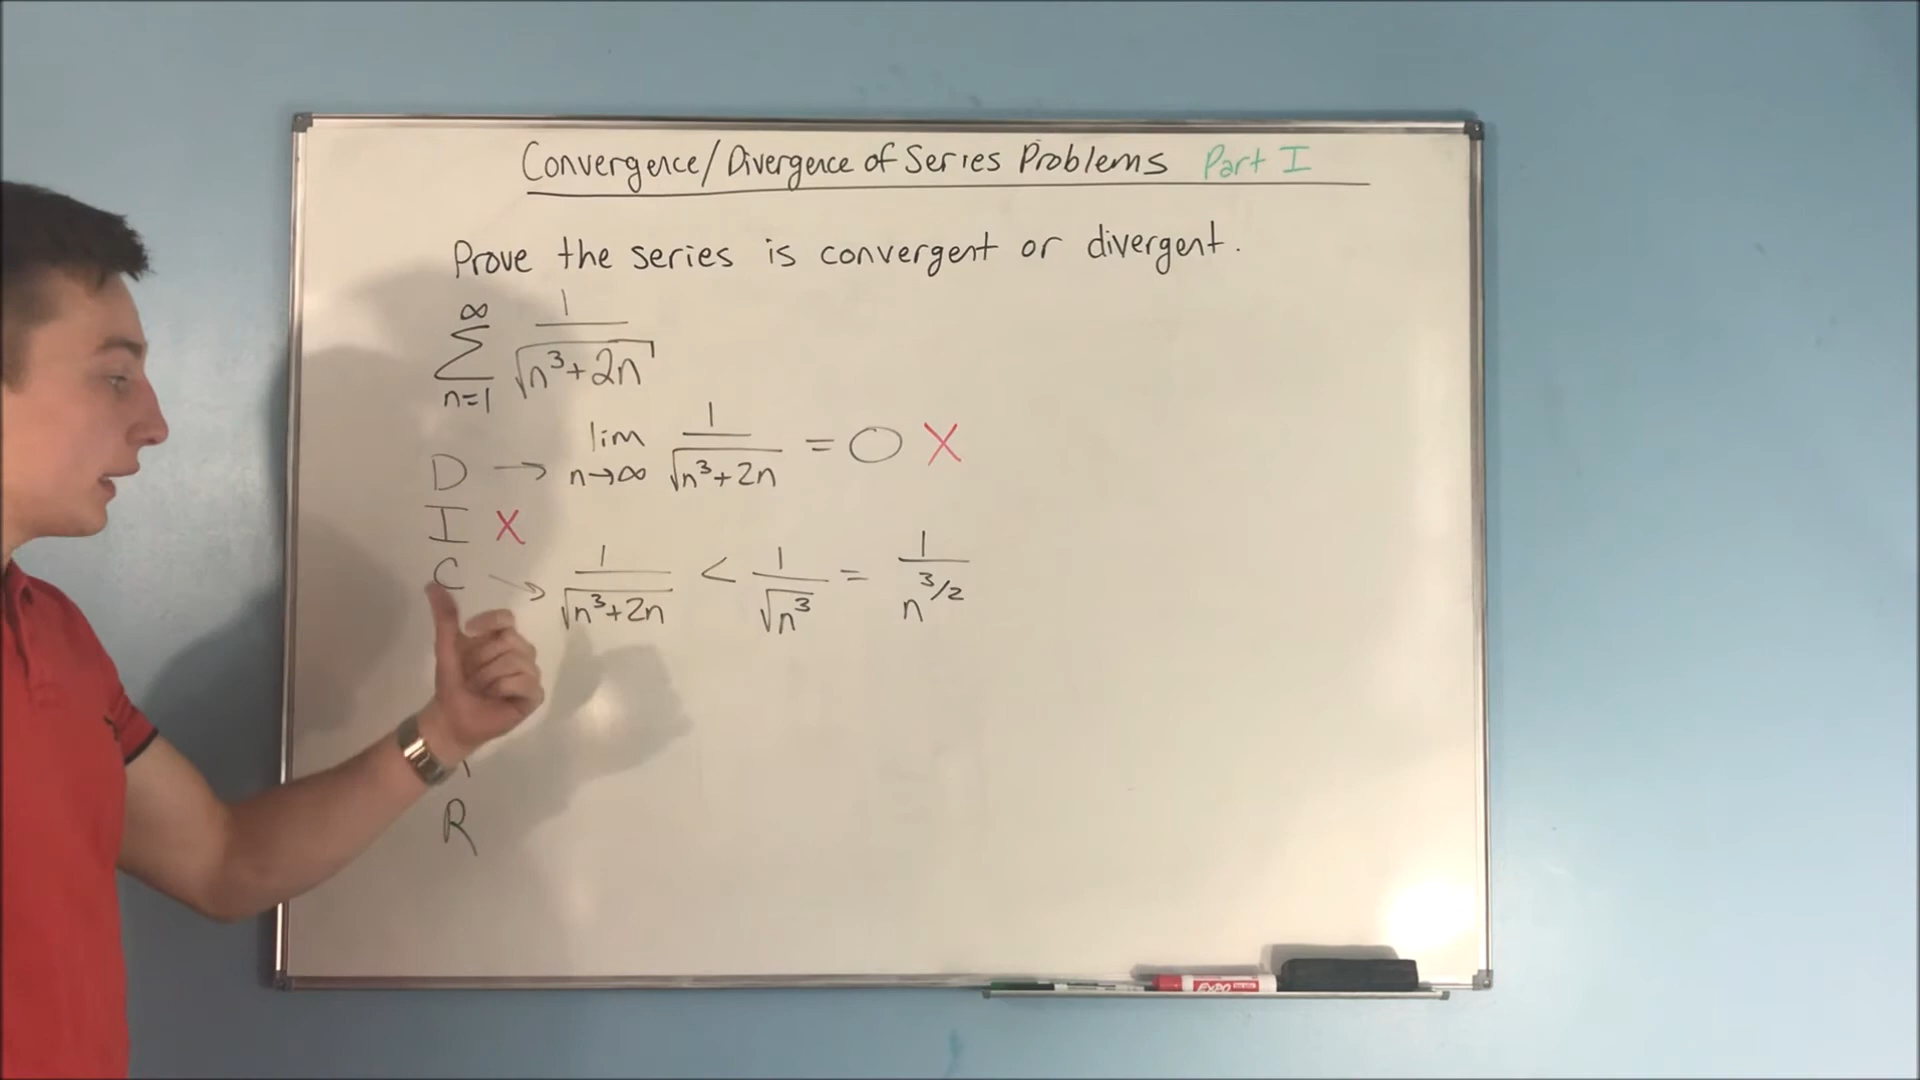 Convergence/Divergence of Series Problems Part I
Prove the series is convergent or divergent.
∞
∑ 1/√(n³+2n)
n=1
D → lim n→∞ 1/√(n³+2n) = 0 X
I X
C → 1/√(n³+2n) < 1/√(n³) = 1/n^(3/2)
R
EXPO